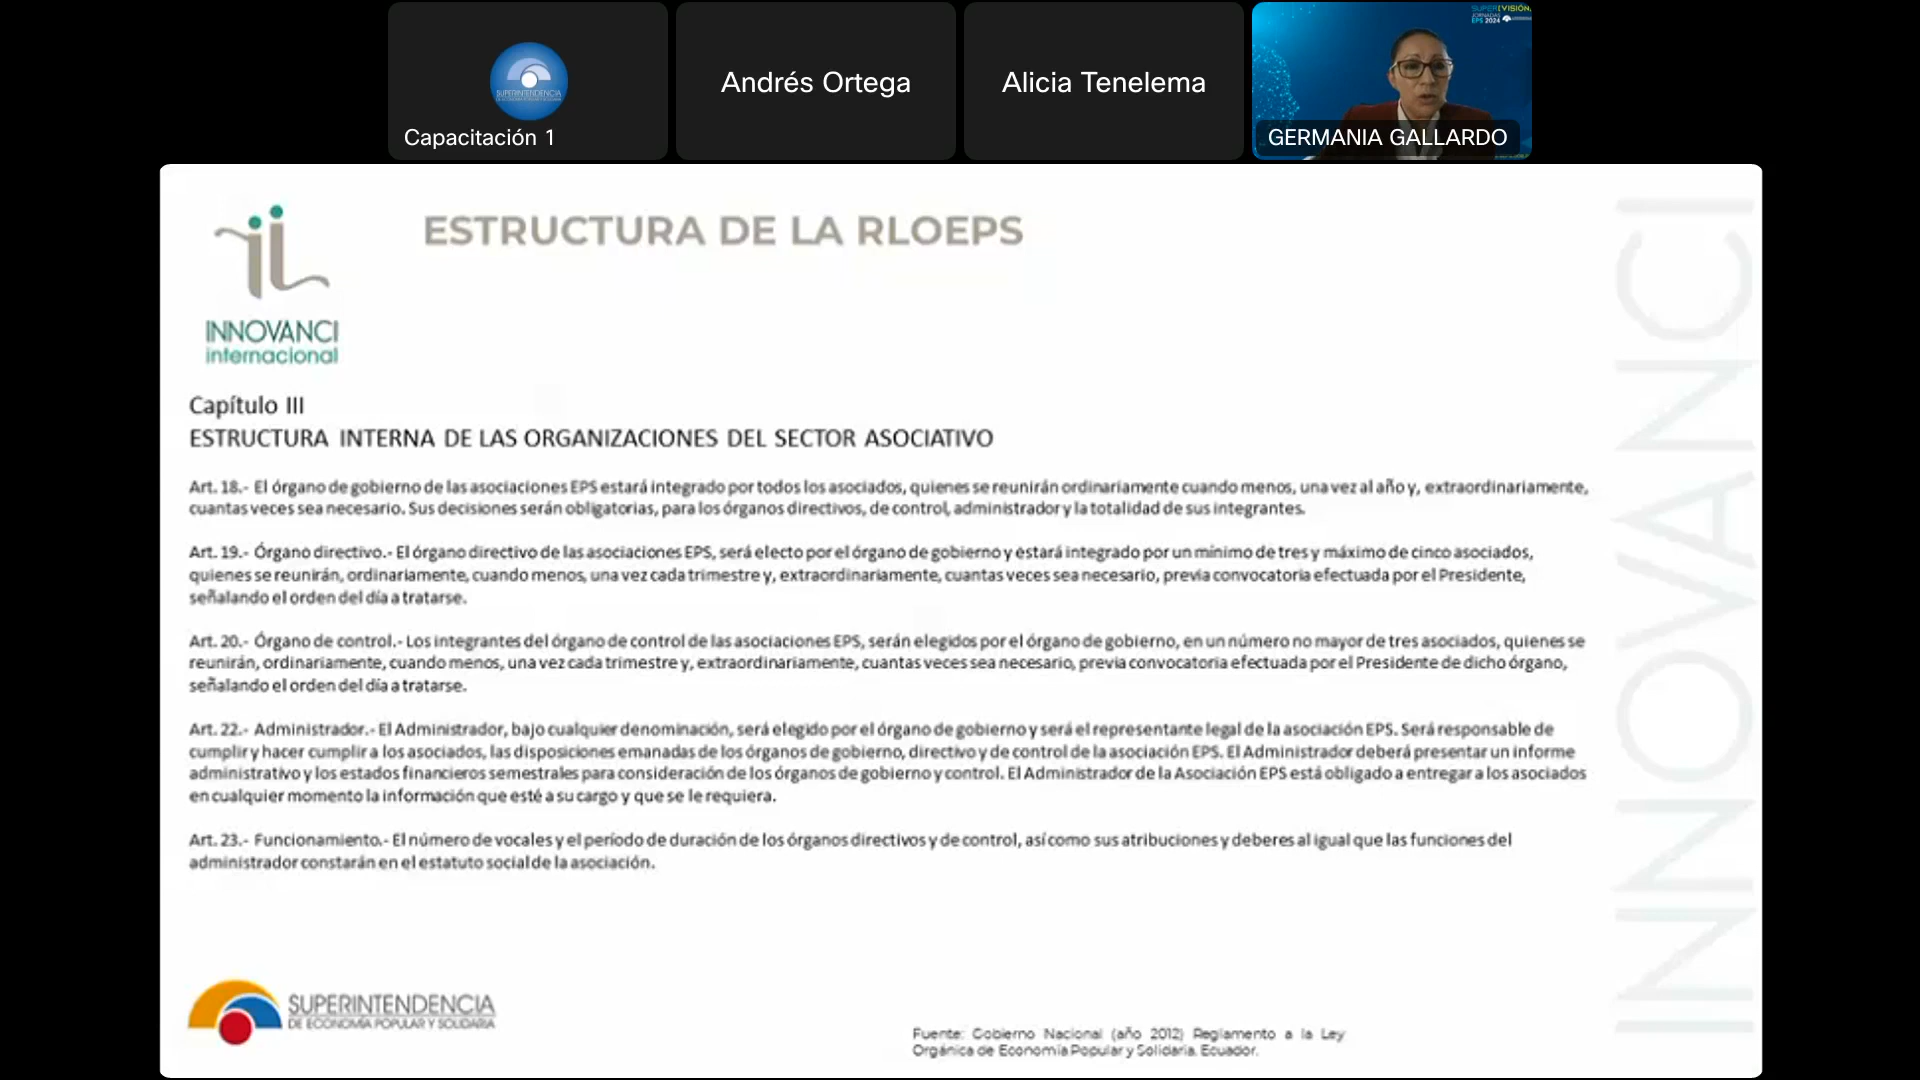 SUPERINTENDENCIA
Capacitación 1
Andrés Ortega
Alicia Tenelema
SUPER[VISIÓN]
JORNADAS
EPS 2024
GERMANIA GALLARDO
INNOVANCI
internacional
ESTRUCTURA DE LA RLOEPS
Capítulo III
ESTRUCTURA INTERNA DE LAS ORGANIZACIONES DEL SECTOR ASOCIATIVO
Art. 18.- El órgano de gobierno de las asociaciones EPS estará integrado por todos los asociados, quienes se reunirán ordinariamente cuando menos, una vez al año y, extraordinariamente,
cuantas veces sea necesario. Sus decisiones serán obligatorias, para los órganos directivos, de control, administrador y la totalidad de sus integrantes.
Art. 19.- Órgano directivo.- El órgano directivo de las asociaciones EPS, será electo por el órgano de gobierno y estará integrado por un mínimo de tres y máximo de cinco asociados,
quienes se reunirán, ordinariamente, cuando menos, una vez cada trimestre y, extraordinariamente, cuantas veces sea necesario, previa convocatoria efectuada por el Presidente,
señalando el orden del día a tratarse.
Art. 20.- Órgano de control.- Los integrantes del órgano de control de las asociaciones EPS, serán elegidos por el órgano de gobierno, en un número no mayor de tres asociados, quienes se
reunirán, ordinariamente, cuando menos, una vez cada trimestre y, extraordinariamente, cuantas veces sea necesario, previa convocatoria efectuada por el Presidente de dicho órgano,
señalando el orden del día a tratarse.
Art. 22.- Administrador.- El Administrador, bajo cualquier denominación, será elegido por el órgano de gobierno y será el representante legal de la asociación EPS. Será responsable de
cumplir y hacer cumplir a los asociados, las disposiciones emanadas de los órganos de gobierno, directivo y de control de la asociación EPS. El Administrador deberá presentar un informe
administrativo y los estados financieros semestrales para consideración de los órganos de gobierno y control. El Administrador de la Asociación EPS está obligado a entregar a los asociados
en cualquier momento la información que esté a su cargo y que se le requiera.
Art. 23.- Funcionamiento.- El número de vocales y el período de duración de los órganos directivos y de control, así como sus atribuciones y deberes al igual que las funciones del
administrador constarán en el estatuto social de la asociación.
SUPERINTENDENCIA
DE ECONOMÍA POPULAR Y SOLIDARIA
Fuente: Gobierno Nacional (año 2012) Reglamento a la Ley
Orgánica de Economía Popular y Solidaria. Ecuador.
INNOVANCI